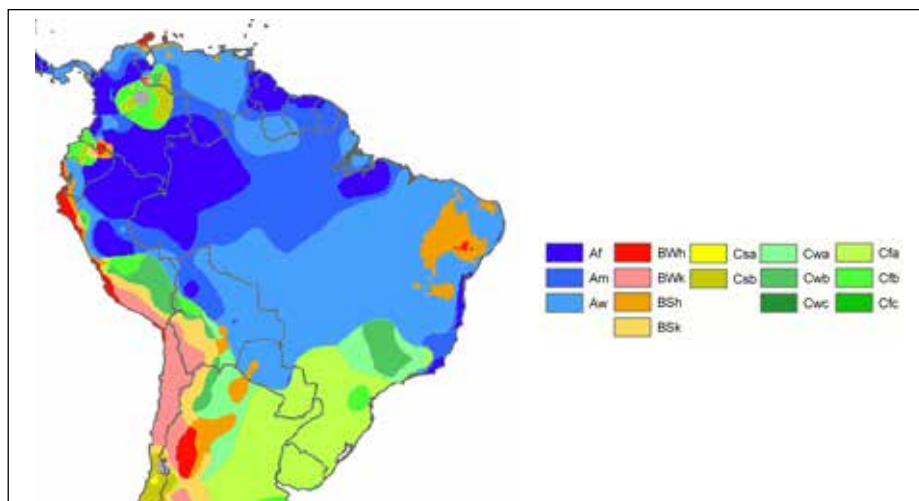 Af BWh Csa Cwa Cfa
Am BWk Csb Cwb Cfb
Aw BSh Cwc Cfc
BSk